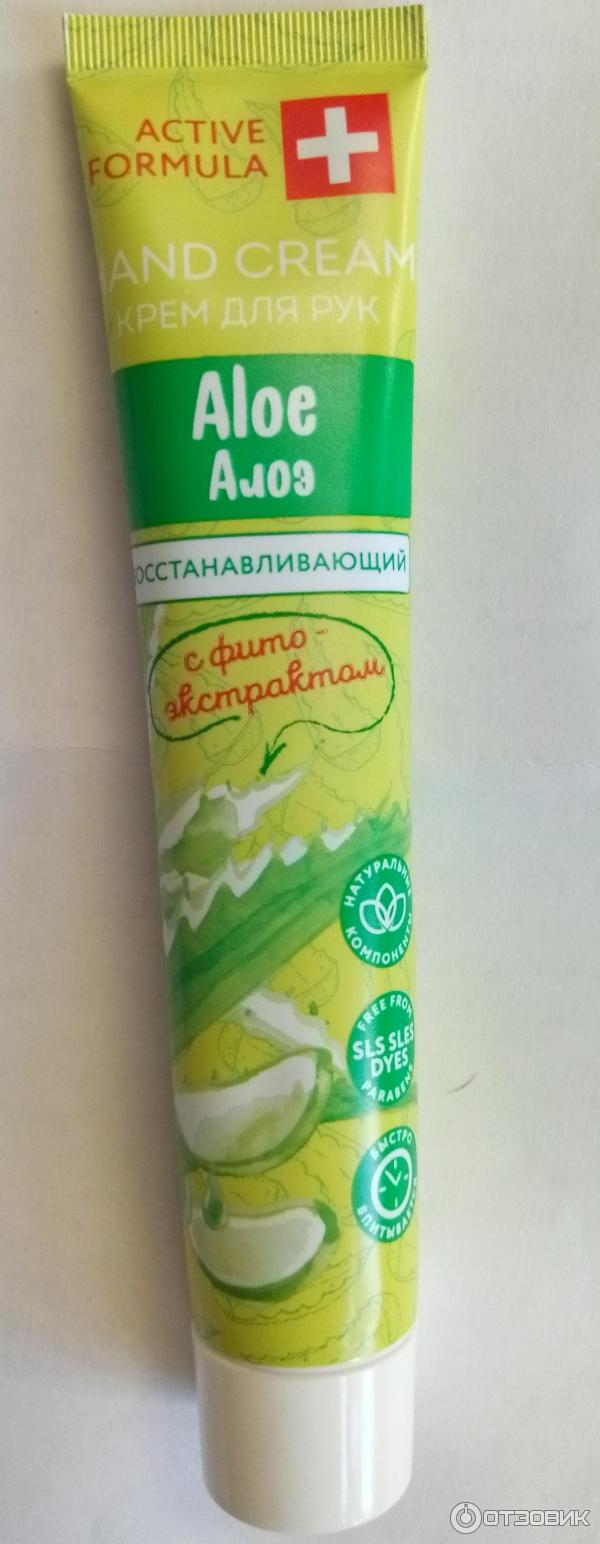 ACTIVE
FORMULA
HAND CREAM
КРЕМ ДЛЯ РУК
Aloe
Алоэ
ОССТАНАВЛИВАЮЩИЙ
с фито-
экстрактом
НАТУРАЛЬНЫЕ
КОМПОНЕНТЫ
FREE FROM
SLS SLES
DYES
PARABENS
БЫСТРО
ВПИТЫВАЕТСЯ
ОТЗОВИК